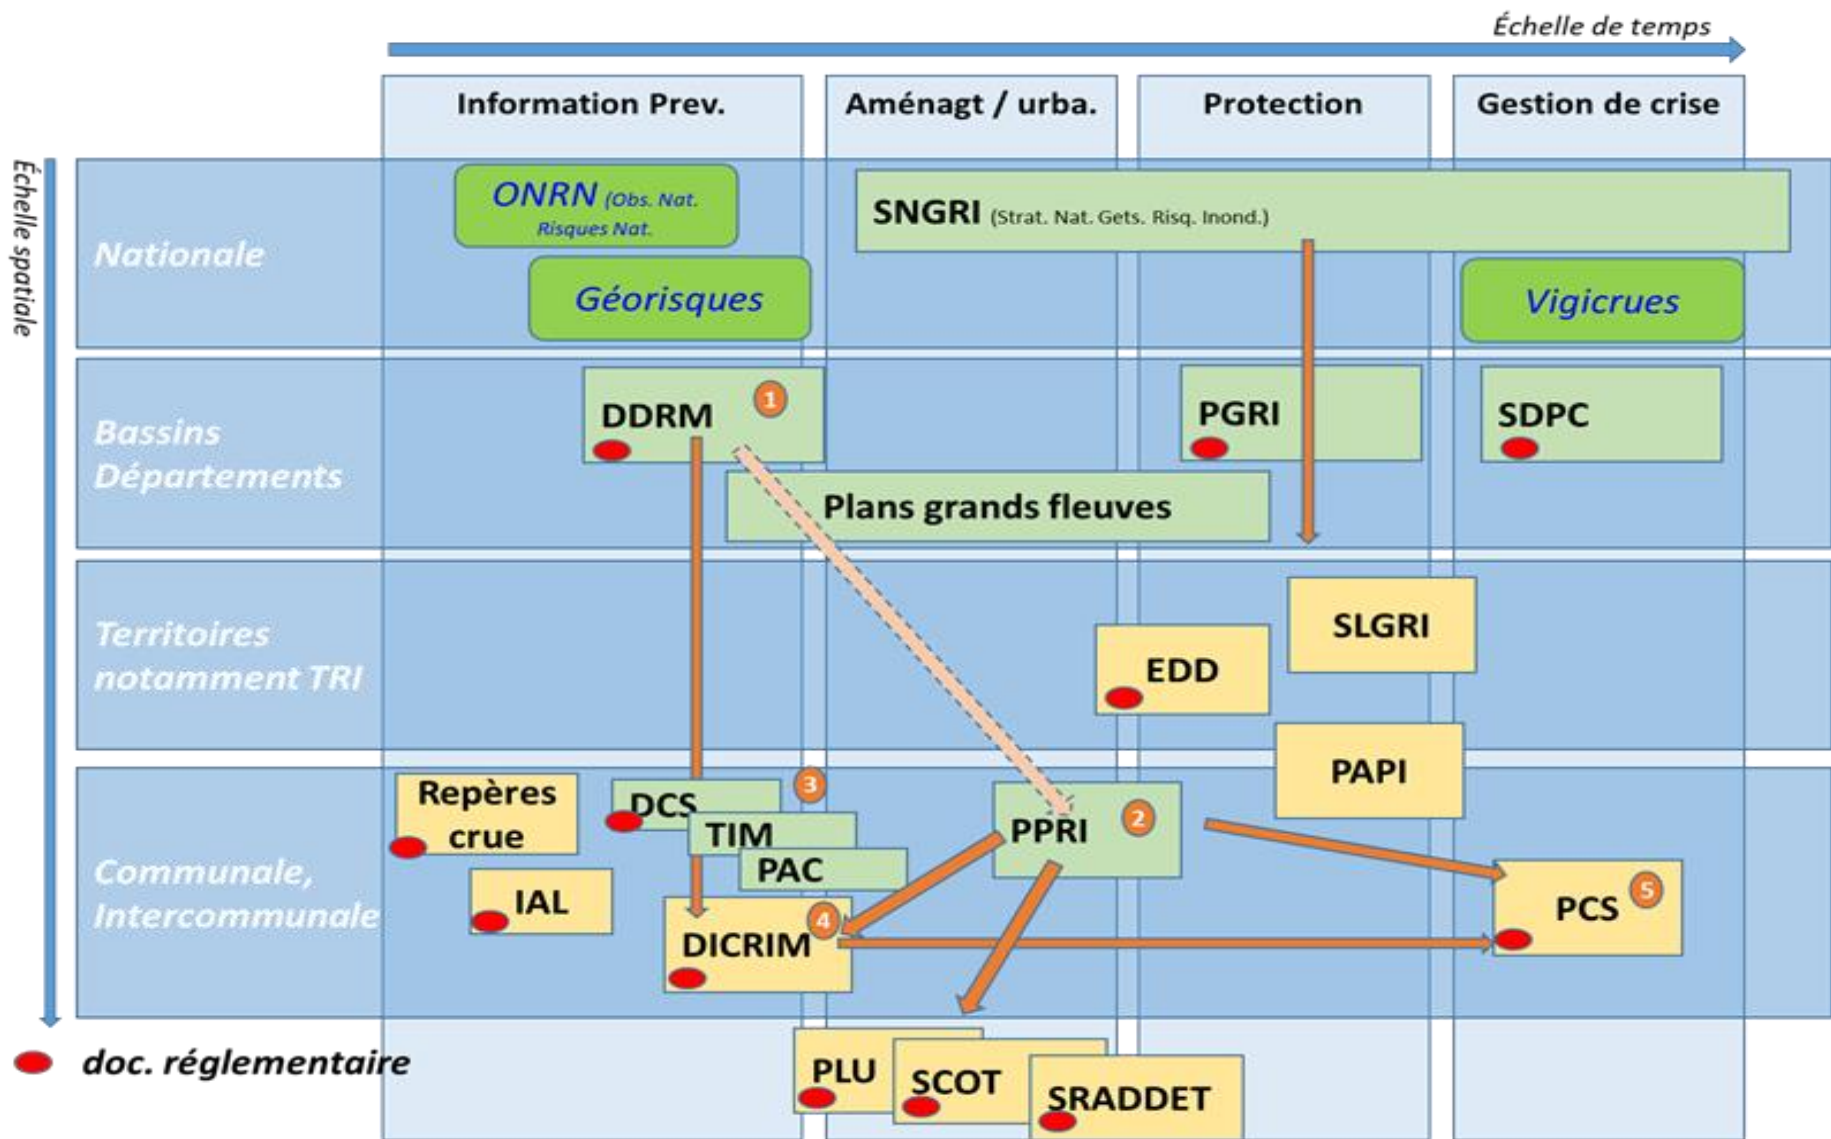 Échelle de temps
Information Prev.
Aménagt / urba.
Protection
Gestion de crise
Échelle spatiale
Nationale
ONRN (Obs. Nat.
Risques Nat.
Géorisques
SNGRI (Strat. Nat. Gets. Risq. Inond.)
Vigicrues
Bassins
Départements
DDRM
1
PGRI
SDPC
Plans grands fleuves
Territoires
notamment TRI
SLGRI
EDD
PAPI
Communale,
Intercommunale
Repères
crue
DCS
3
TIM
PAC
IAL
DICRIM
4
PPRI
2
PCS
5
PLU
SCOT
SRADDET
doc. réglementaire